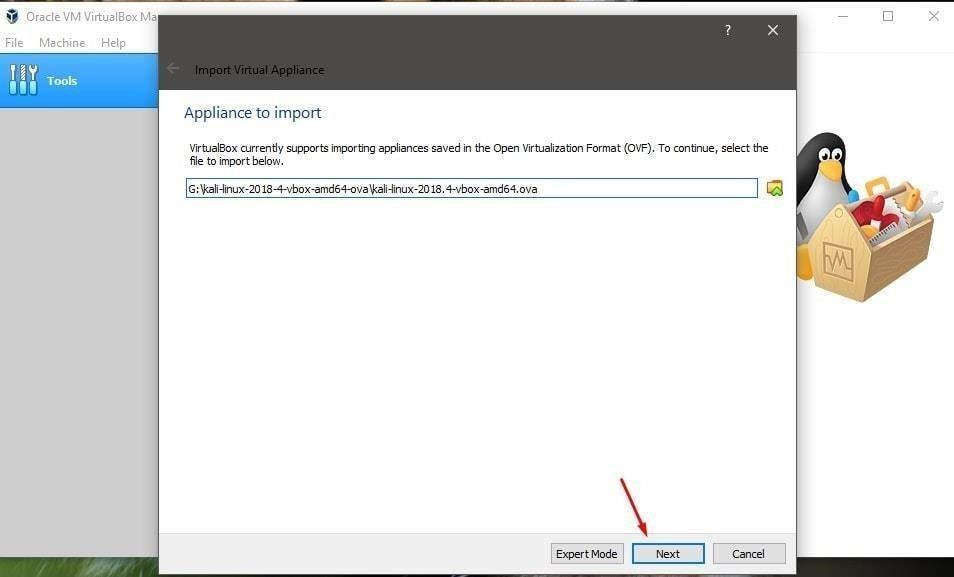 Oracle VM VirtualBox Ma
File Machine Help
Tools
?
Import Virtual Appliance
Appliance to import
VirtualBox currently supports importing appliances saved in the Open Virtualization Format (OVF). To continue, select the
file to import below.
G:\kali-linux-2018-4-vbox-amd64-ova\kali-linux-2018.4-vbox-amd64.ova
Expert Mode Next Cancel